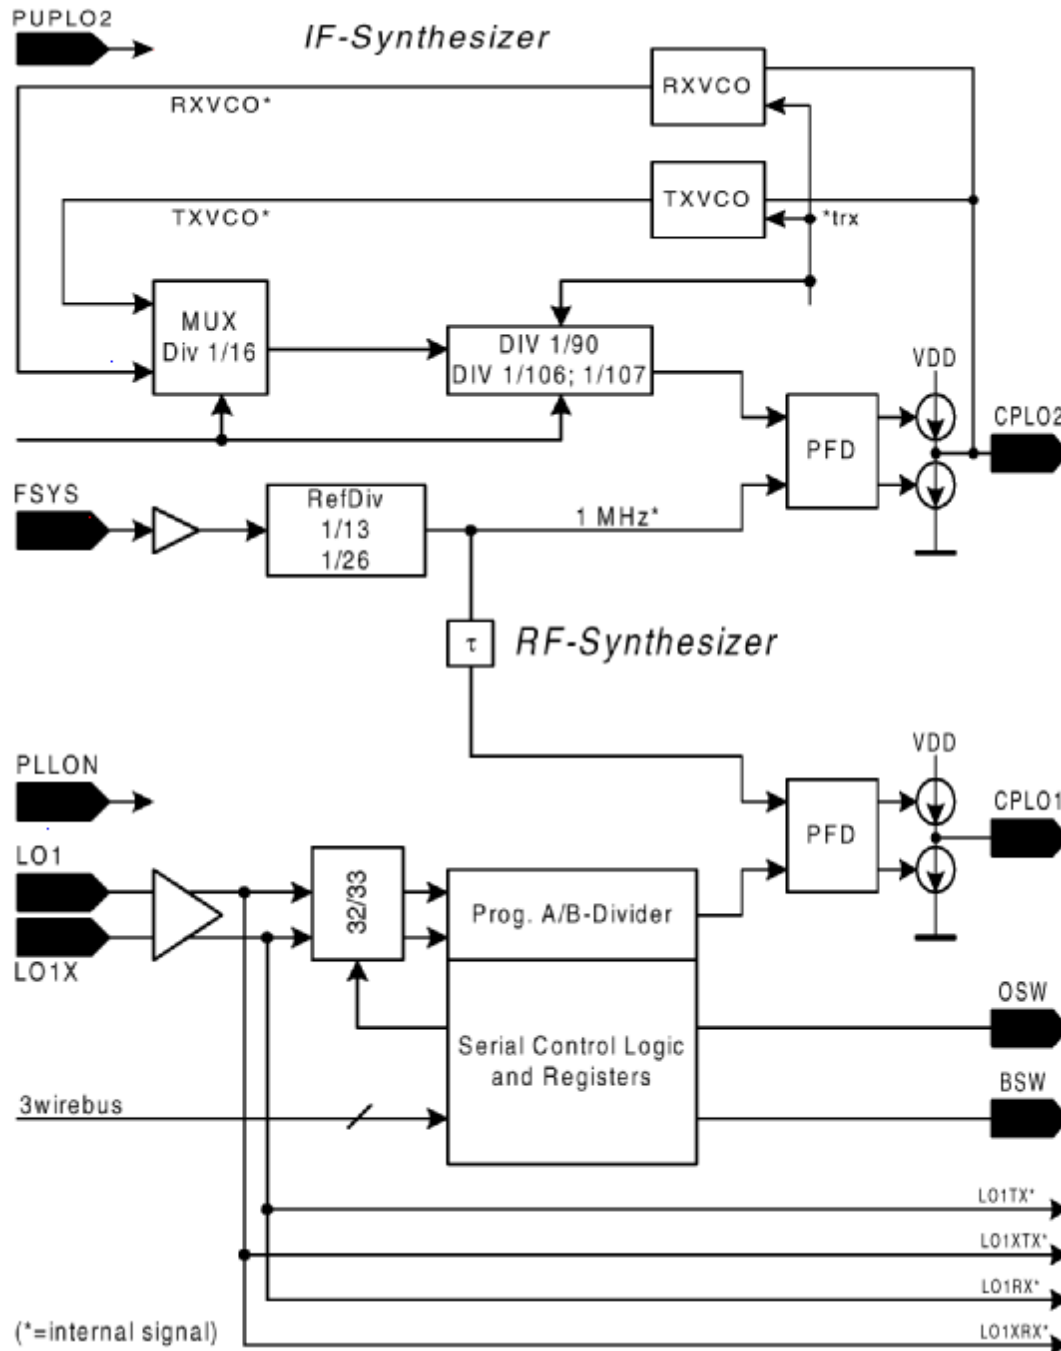 PUPLO2
IF-Synthesizer
RXVCO
RXVCO*
TXVCO
TXVCO*
*trx
MUX
Div 1/16
DIV 1/90
DIV 1/106; 1/107
VDD
CPLO2
PFD
FSYS
RefDiv
1/13
1/26
1 MHz*
τ
RF-Synthesizer
PLLON
VDD
CPLO1
PFD
LO1
LO1X
32/33
Prog. A/B-Divider
Serial Control Logic
and Registers
OSW
BSW
3wirebus
LO1TX*
LO1XTX*
LO1RX*
LO1XRX*
(*=internal signal)